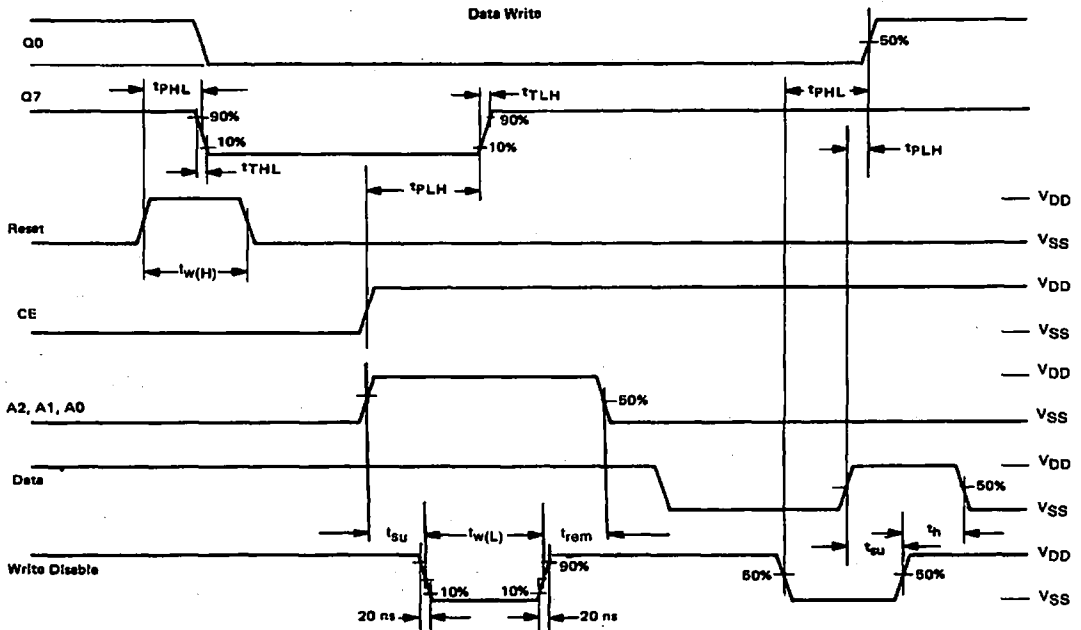 Data Write
Q0
50%
tPHL
tTLH
tPHL
Q7
90%
90%
10%
10%
tPLH
tTHL
tPLH
VDD
Reset
VSS
tw(H)
VDD
CE
VSS
VDD
A2, A1, A0
50%
VSS
VDD
Data
50%
VSS
tsu
tw(L)
trem
th
tsu
VDD
Write Disable
90%
50%
50%
10%
10%
VSS
20 ns
20 ns